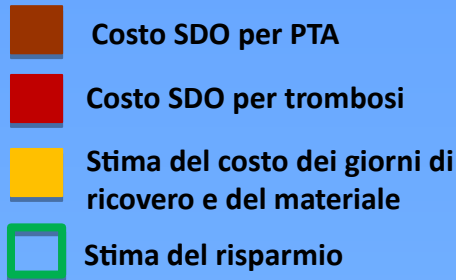 Costo SDO per PTA
Costo SDO per trombosi
Stima del costo dei giorni di
ricovero e del materiale
Stima del risparmio